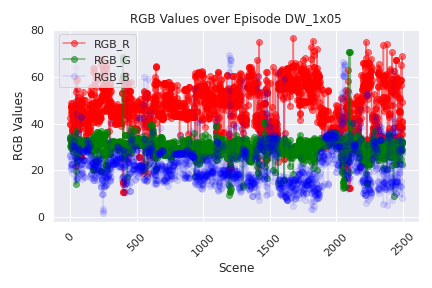 RGB Values over Episode DW_1x05
RGB Values
80
60
40
20
0
RGB_R
RGB_G
RGB_B
0
500
1000
1500
2000
2500
Scene